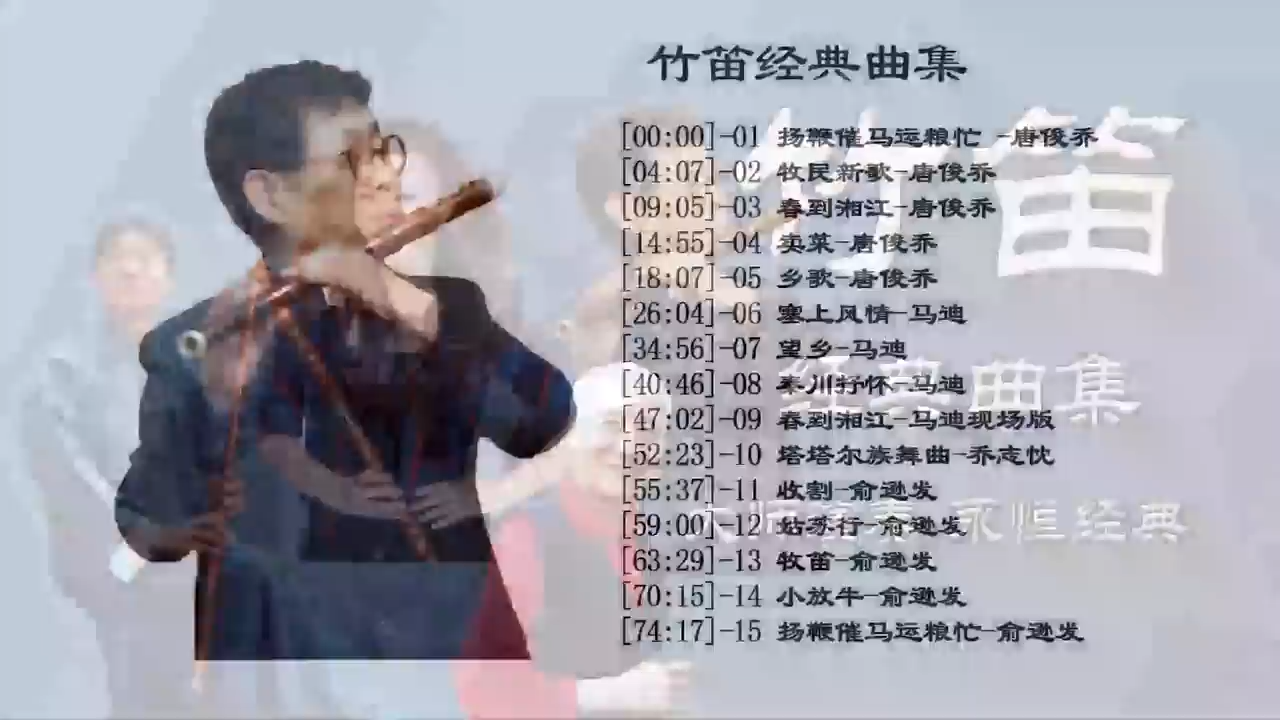 竹笛经典曲集
[00:00]-01 扬鞭催马运粮忙 -唐俊乔
[04:07]-02 牧民新歌-唐俊乔
[09:05]-03 春到湘江-唐俊乔
[14:55]-04 卖菜-唐俊乔
[18:07]-05 乡歌-唐俊乔
[26:04]-06 塞上风情-马迪
[34:56]-07 望乡-马迪
[40:46]-08 秦川抒怀-马迪
[47:02]-09 春到湘江-马迪现场版
[52:23]-10 塔塔尔族舞曲-乔志忱
[55:37]-11 收割-俞逊发
[59:00]-12 姑苏行-俞逊发
[63:29]-13 牧笛-俞逊发
[70:15]-14 小放牛-俞逊发
[74:17]-15 扬鞭催马运粮忙-俞逊发
竹笛
经典曲集
永恒经典